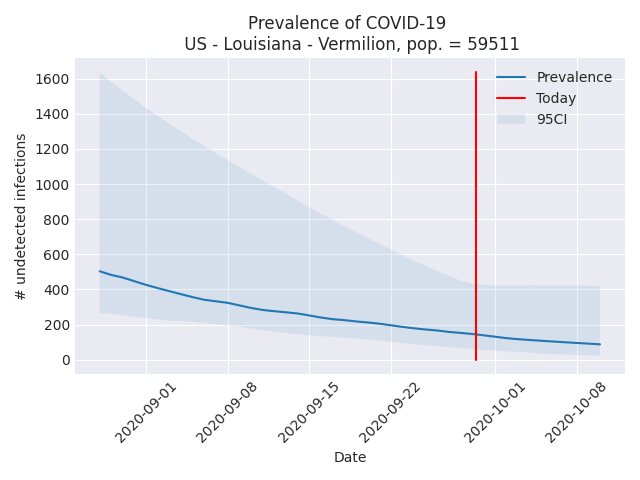 Prevalence of COVID-19
US - Louisiana - Vermilion, pop. = 59511
Prevalence
Today
95CI
# undetected infections
1600
1400
1200
1000
800
600
400
200
0
2020-09-01
2020-09-08
2020-09-15
2020-09-22
2020-10-01
2020-10-08
Date